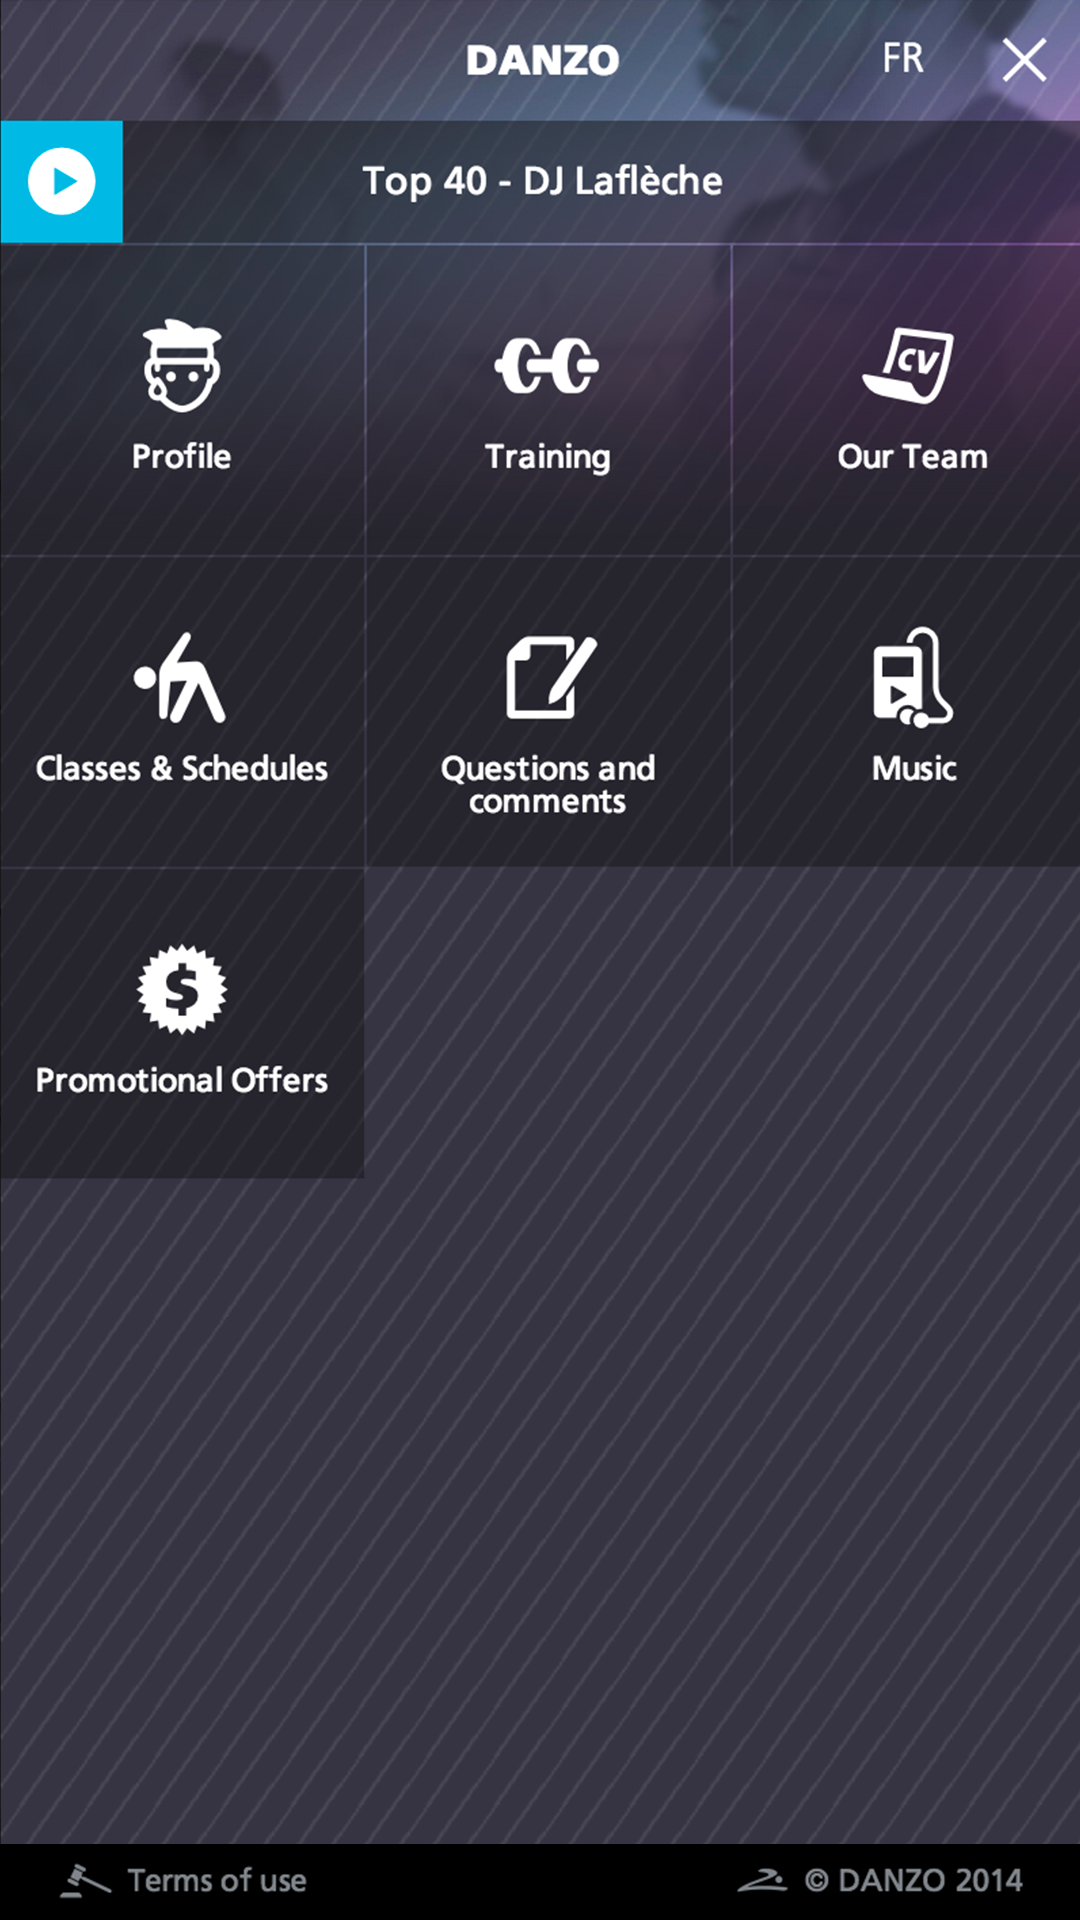 DANZO
FR
Top 40 - DJ Laflèche
Profile
Training
CV
Our Team
Classes & Schedules
Questions and
comments
Music
$
Promotional Offers
Terms of use
© DANZO 2014